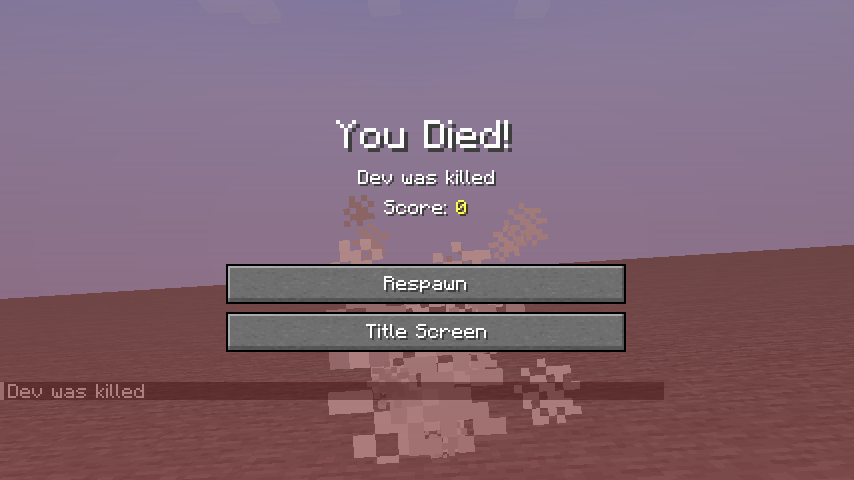 You Died!
Dev was killed
Score: 0
Respawn
Title Screen
Dev was killed